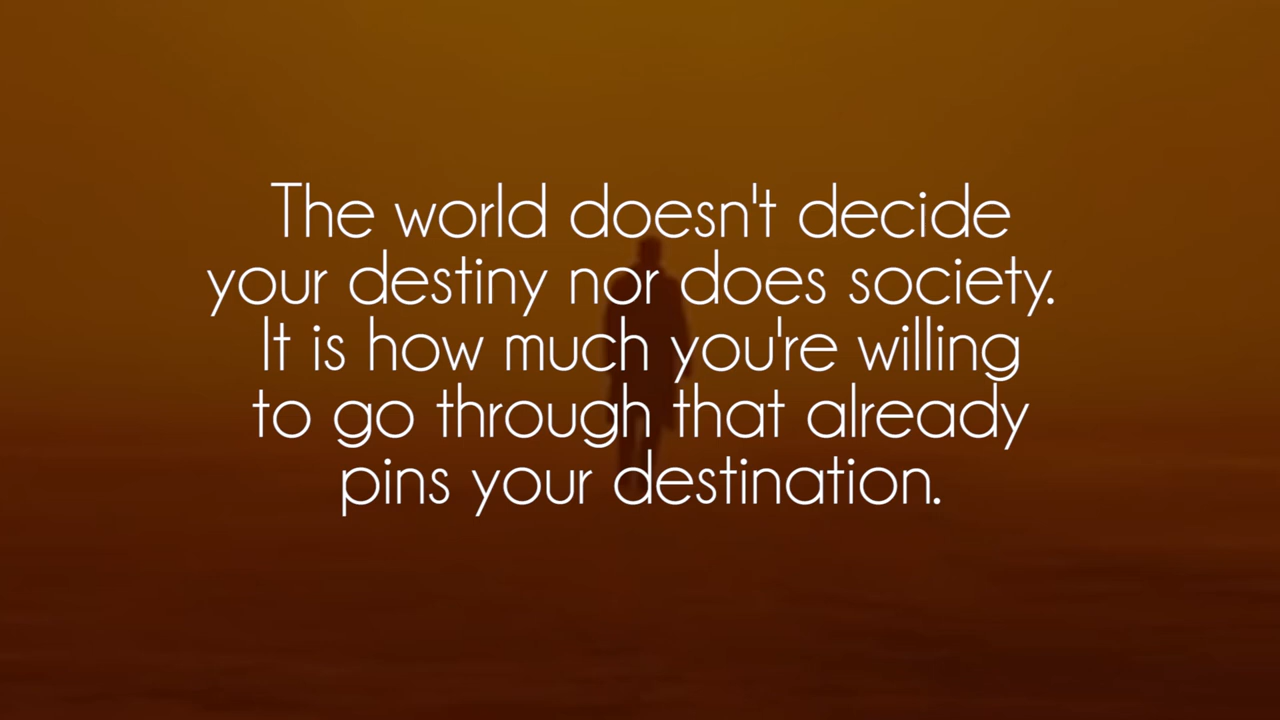 The world doesn't decide
your destiny nor does society.
It is how much you're willing
to go through that already
pins your destination.